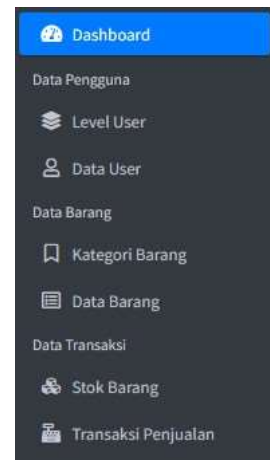 Dashboard
Data Pengguna
Level User
Data User
Data Barang
Kategori Barang
Data Barang
Data Transaksi
Stok Barang
Transaksi Penjualan